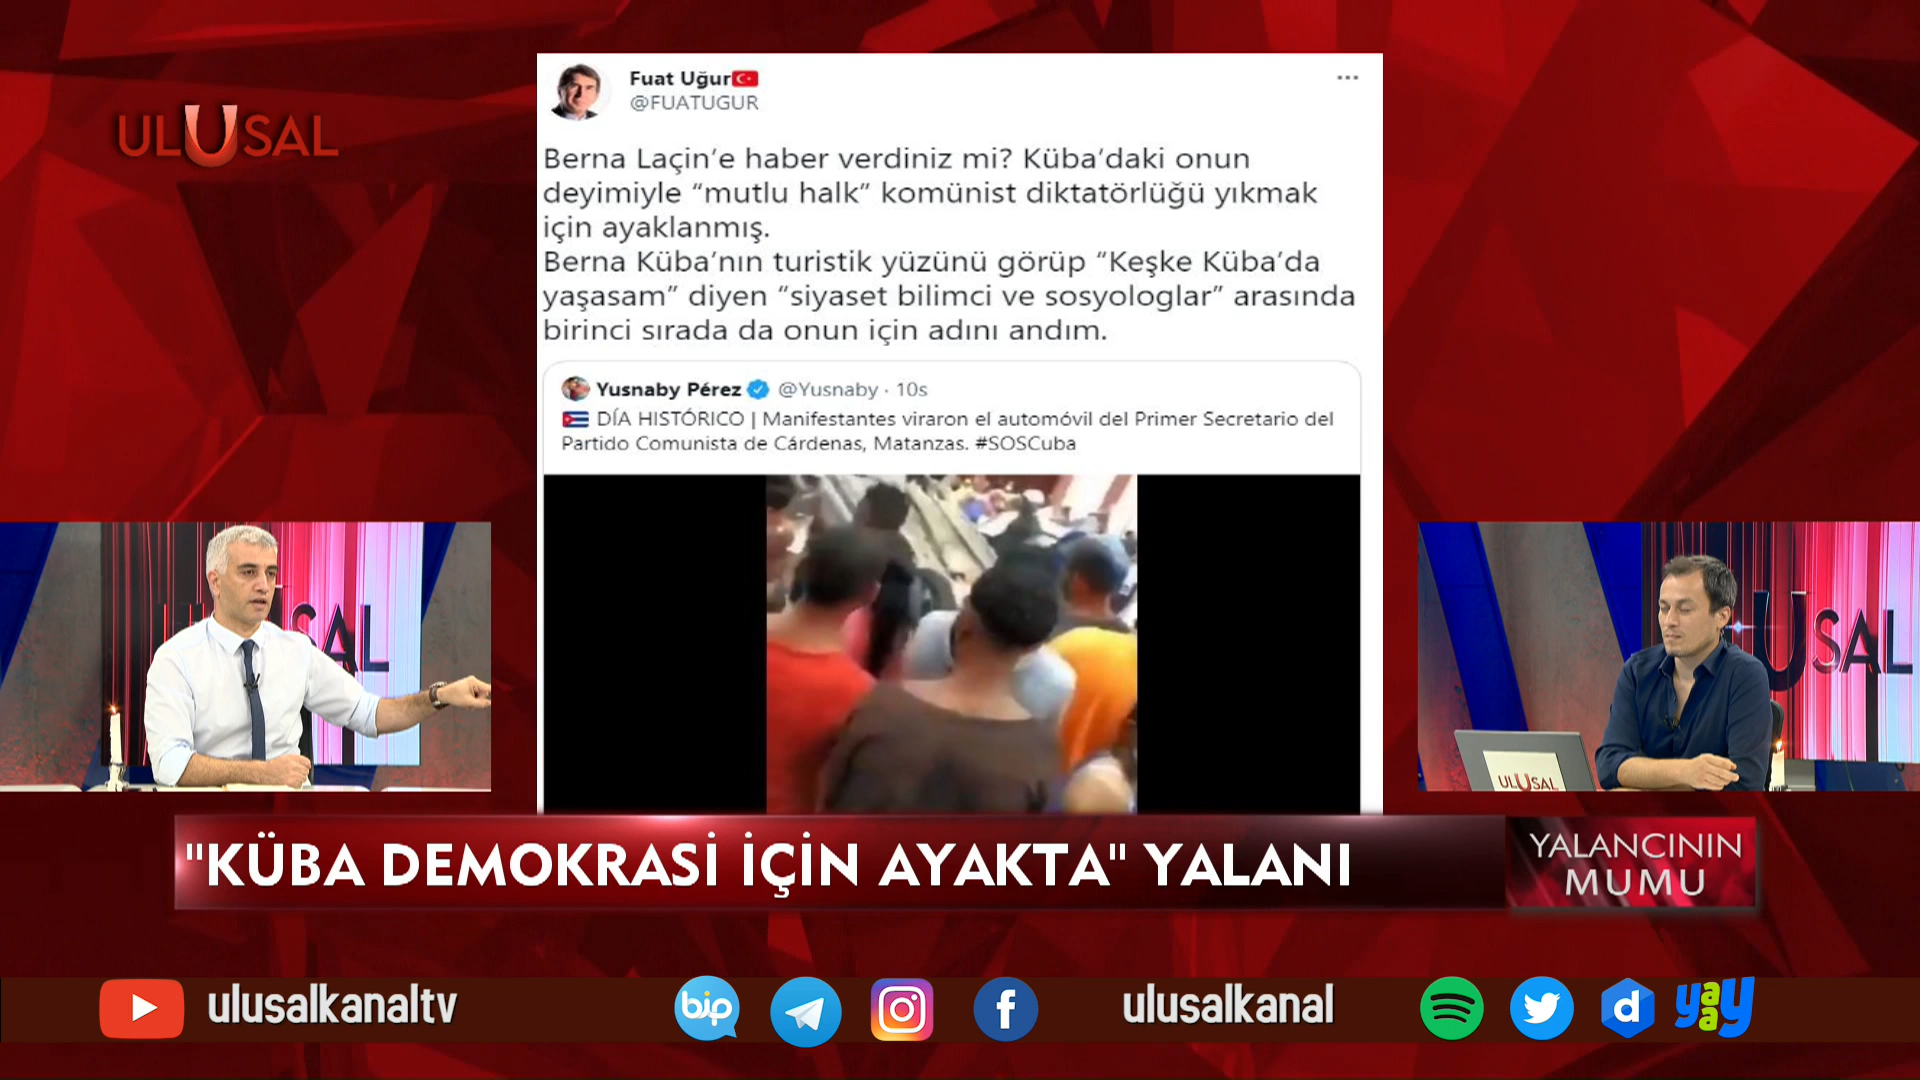 ULUSAL
Fuat Uğur
@FUATUGUR
Berna Laçin'e haber verdiniz mi? Küba'daki onun
deyimiyle “mutlu halk” komünist diktatörlüğü yıkmak
için ayaklanmış.
Berna Küba'nın turistik yüzünü görüp “Keşke Küba'da
yaşasam” diyen “siyaset bilimci ve sosyologlar” arasında
birinci sırada da onun için adını andım.
Yusnaby Pérez @Yusnaby · 10s
DÍA HISTÓRICO | Manifestantes viraron el automóvil del Primer Secretario del
Partido Comunista de Cárdenas, Matanzas. #SOSCuba
ULUSAL
ULUSAL
"KÜBA DEMOKRASİ İÇİN AYAKTA" YALANI
YALANCININ
MUMU
ulusalkanaltv
bip
ulusalkanal
d
yaay